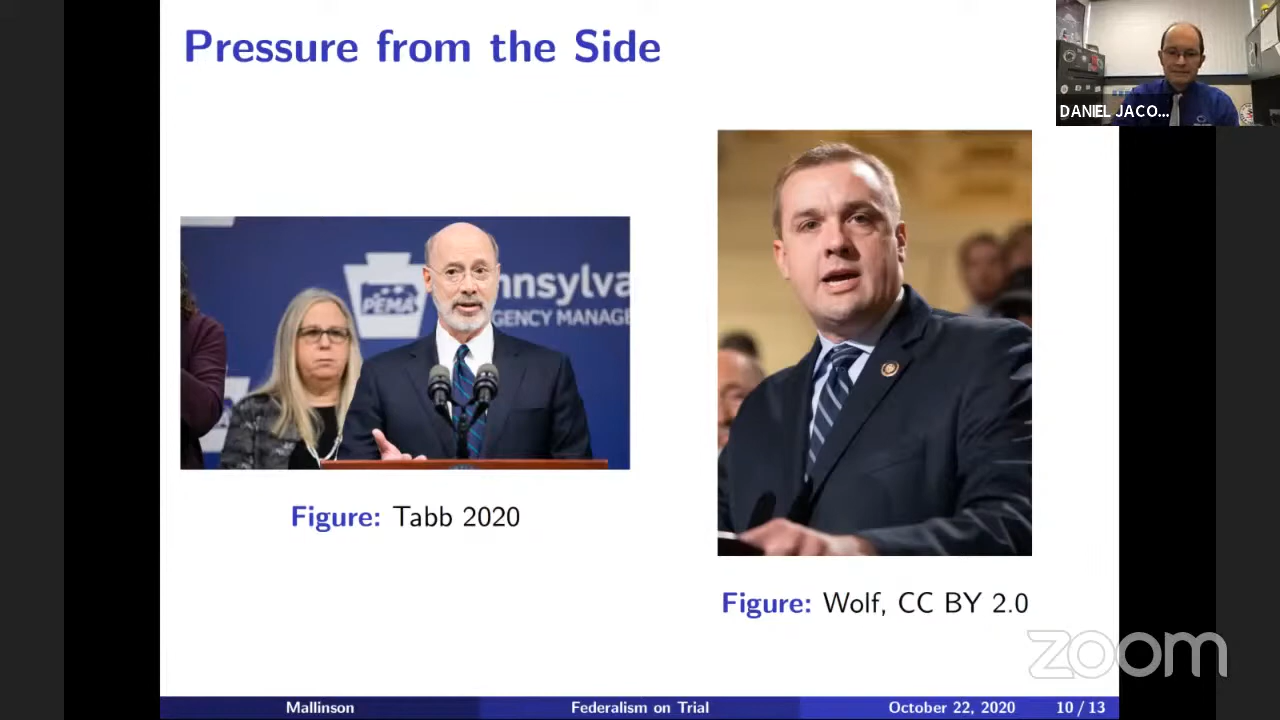 Pressure from the Side
DANIEL JACO...
PEMA
nnsylva
GENCY MANAGE
Figure: Tabb 2020
Figure: Wolf, CC BY 2.0
zoom
Mallinson Federalism on Trial October 22, 2020 10 / 13